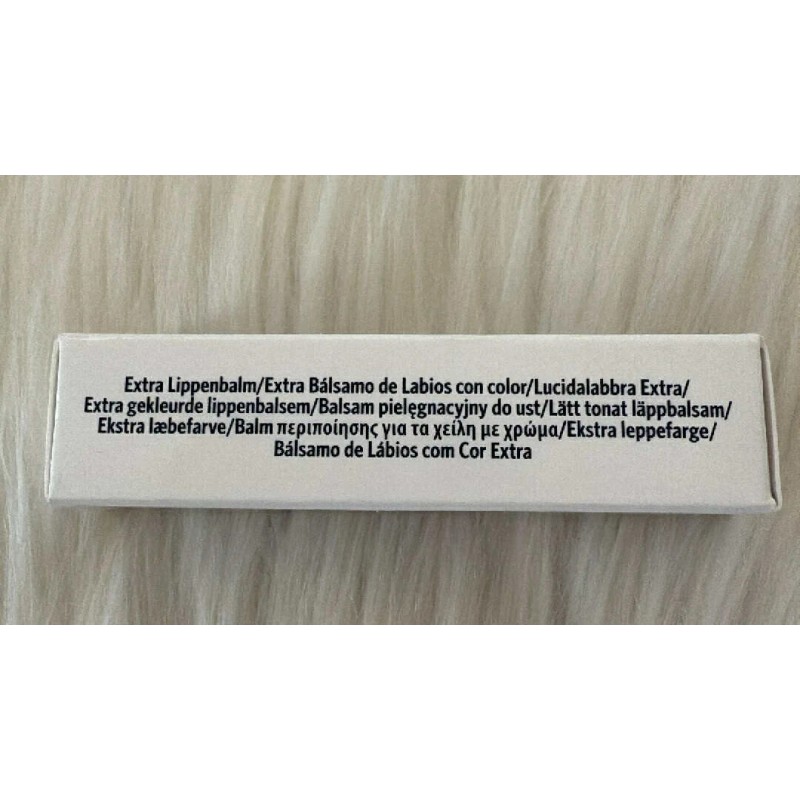 Extra Lippenbalm/Extra Bálsamo de Labios con color/Lucidalabbra Extra/
Extra gekleurde lippenbalsem/Balsam pielęgnacyjny do ust/Lätt tonat läppbalsam/
Ekstra læbefarve/Balm περιποίησης για τα χείλη με χρώμα/Ekstra leppefarge/
Bálsamo de Lábios com Cor Extra